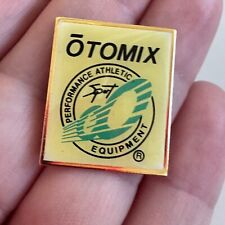 ŌTOMIX
PERFORMANCE ATHLETIC
Sport
EQUIPMENT
®